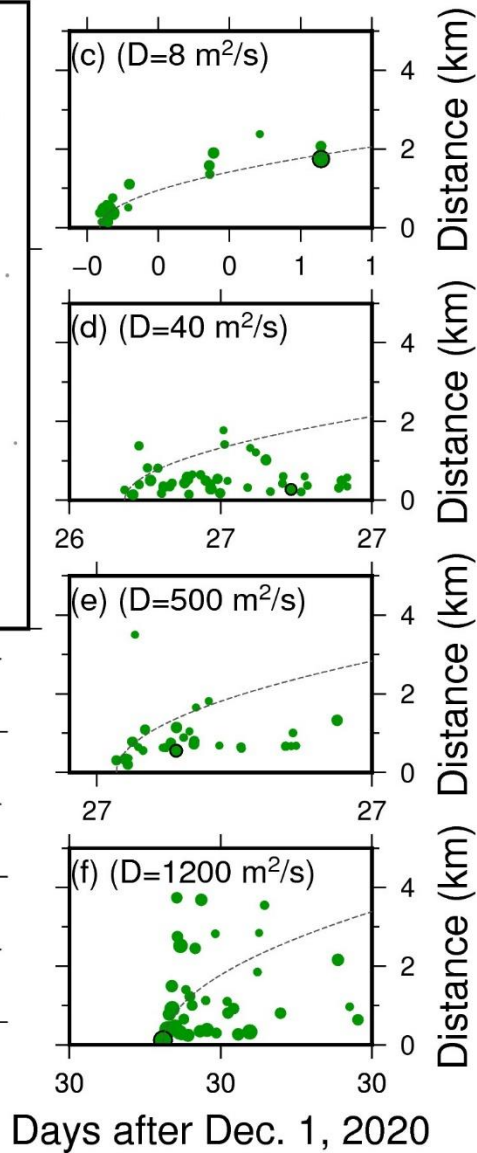 (c) (D=8 m²/s)
4
2
0
Distance (km)
−0 0 0 1 1
(d) (D=40 m²/s)
4
2
0
Distance (km)
26 27 27
(e) (D=500 m²/s)
4
2
0
Distance (km)
27 27
(f) (D=1200 m²/s)
4
2
0
Distance (km)
30 30 30
Days after Dec. 1, 2020